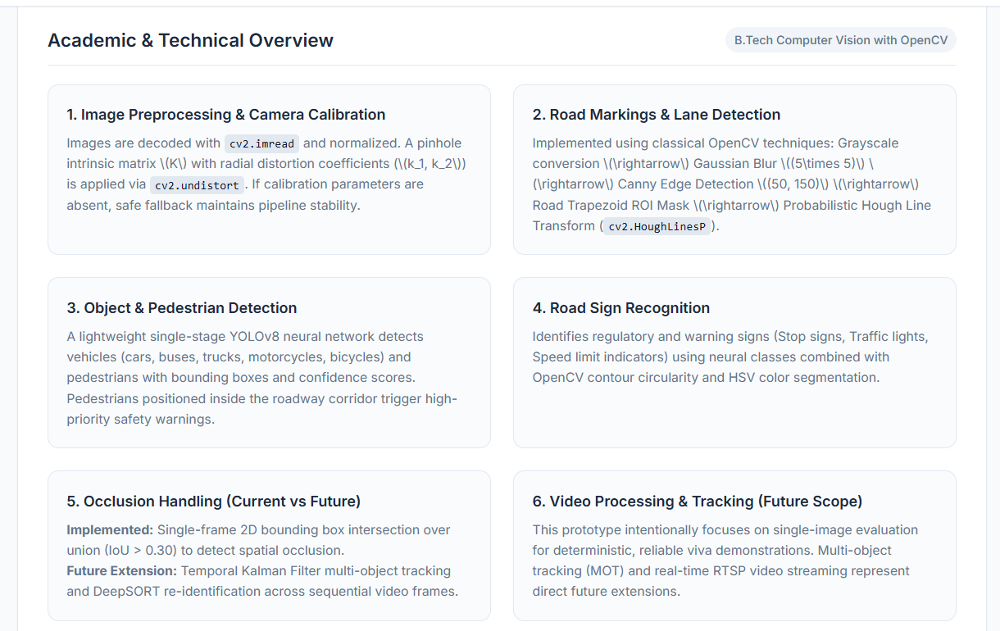 Academic & Technical Overview
B.Tech Computer Vision with OpenCV
1. Image Preprocessing & Camera Calibration
Images are decoded with cv2.imread and normalized. A pinhole
intrinsic matrix \(K\) with radial distortion coefficients (\(k_1, k_2\))
is applied via cv2.undistort. If calibration parameters are
absent, safe fallback maintains pipeline stability.
2. Road Markings & Lane Detection
Implemented using classical OpenCV techniques: Grayscale
conversion \(\rightarrow\) Gaussian Blur \((5\times 5)\) \
(\rightarrow\) Canny Edge Detection \((50, 150)\) \(\rightarrow\)
Road Trapezoid ROI Mask \(\rightarrow\) Probabilistic Hough Line
Transform (cv2.HoughLinesP).
3. Object & Pedestrian Detection
A lightweight single-stage YOLOv8 neural network detects
vehicles (cars, buses, trucks, motorcycles, bicycles) and
pedestrians with bounding boxes and confidence scores.
Pedestrians positioned inside the roadway corridor trigger high-
priority safety warnings.
4. Road Sign Recognition
Identifies regulatory and warning signs (Stop signs, Traffic lights,
Speed limit indicators) using neural classes combined with
OpenCV contour circularity and HSV color segmentation.
5. Occlusion Handling (Current vs Future)
Implemented: Single-frame 2D bounding box intersection over
union (IoU > 0.30) to detect spatial occlusion.
Future Extension: Temporal Kalman Filter multi-object tracking
and DeepSORT re-identification across sequential video frames.
6. Video Processing & Tracking (Future Scope)
This prototype intentionally focuses on single-image evaluation
for deterministic, reliable viva demonstrations. Multi-object
tracking (MOT) and real-time RTSP video streaming represent
direct future extensions.